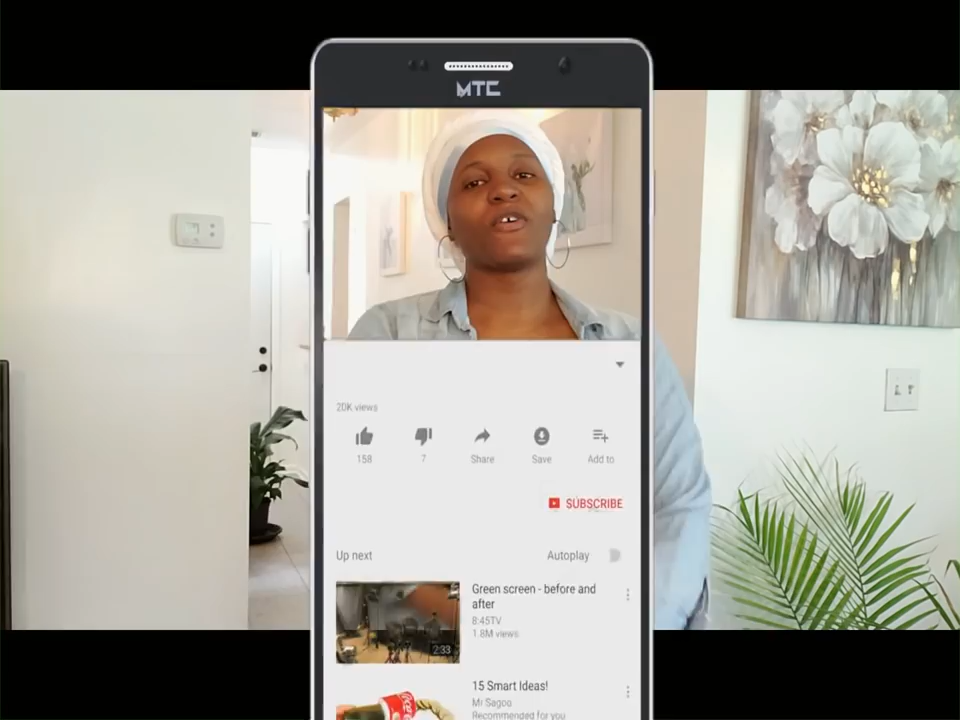 MTC
20K views
158
7
Share
Save
Add to
SUBSCRIBE
Up next
Autoplay
Green screen - before and
after
8:45TV
1.8M views
2:33
15 Smart Ideas!
Mr Sagoo
Recommended for you